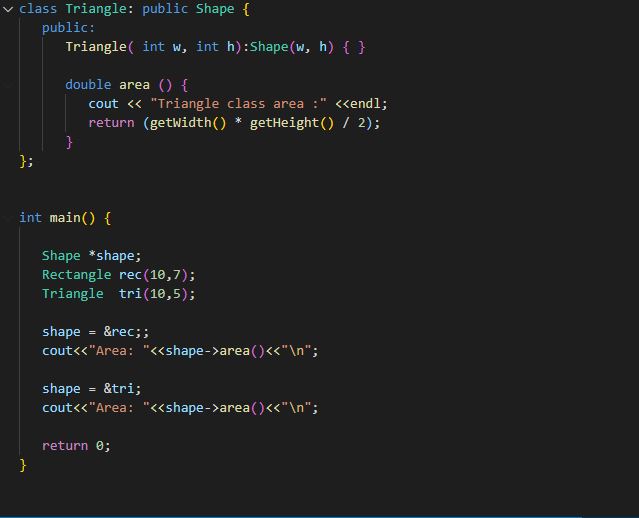 class Triangle: public Shape {
public:
Triangle( int w, int h):Shape(w, h) { }
double area () {
cout << "Triangle class area :" <<endl;
return (getWidth() * getHeight() / 2);
}
};
int main() {
Shape *shape;
Rectangle rec(10,7);
Triangle  tri(10,5);
shape = &rec;;
cout<<"Area: "<<shape->area()<<"\n";
shape = &tri;
cout<<"Area: "<<shape->area()<<"\n";
return 0;
}